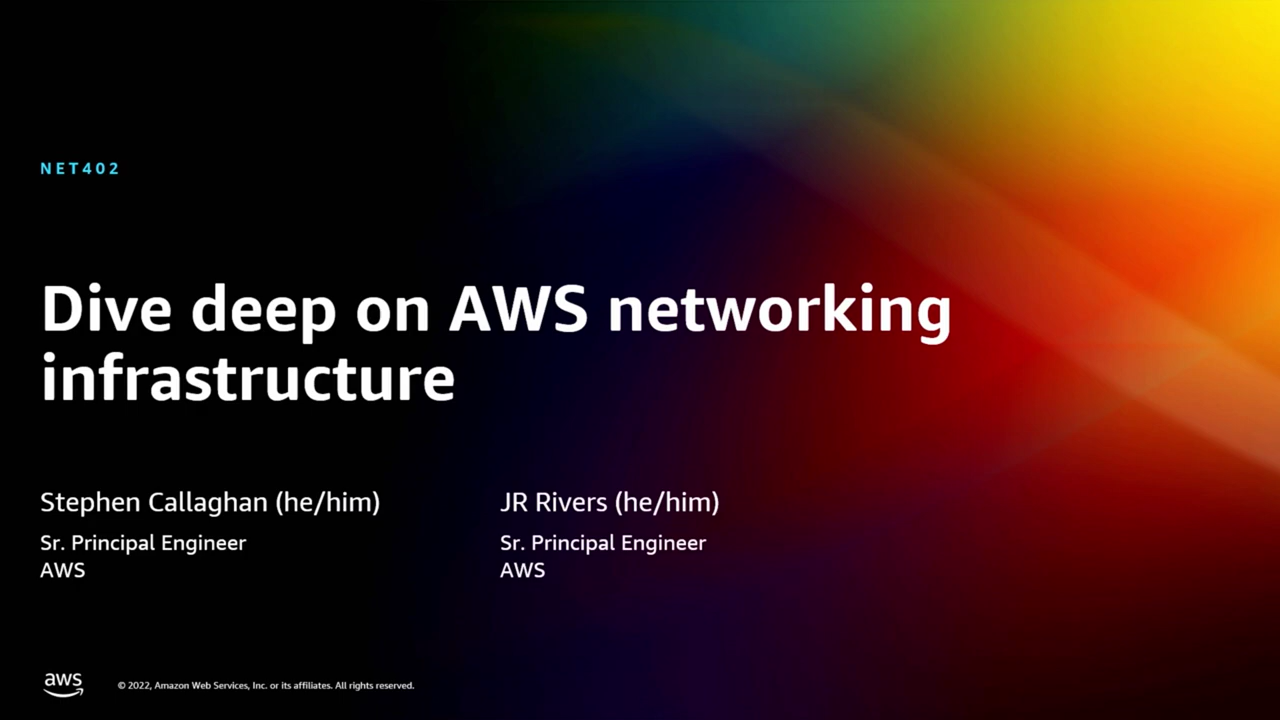 NET402
Dive deep on AWS networking
infrastructure
Stephen Callaghan (he/him)
Sr. Principal Engineer
AWS
JR Rivers (he/him)
Sr. Principal Engineer
AWS
aws
© 2022, Amazon Web Services, Inc. or its affiliates. All rights reserved.